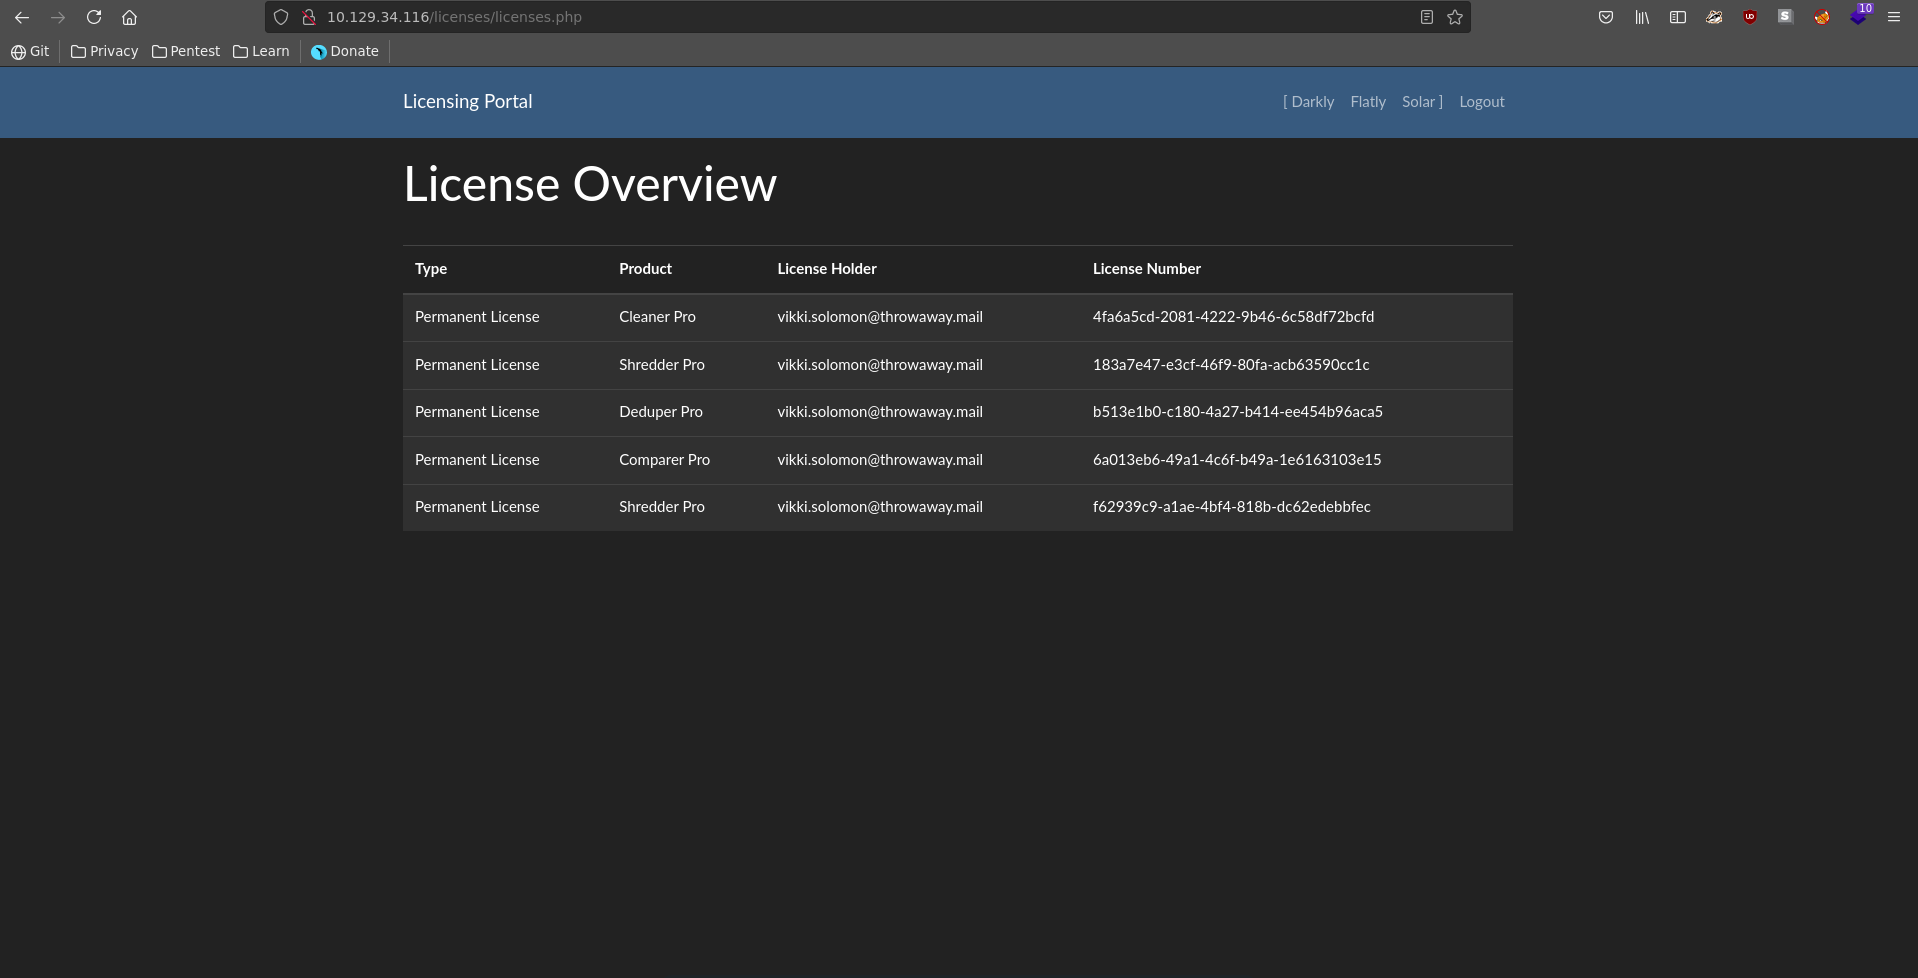 10.129.34.116/licenses/licenses.php
10
Git Privacy Pentest Learn Donate
Licensing Portal [ Darkly Flatly Solar ] Logout
License Overview
Type Product License Holder License Number
Permanent License Cleaner Pro vikki.solomon@throwaway.mail 4fa6a5cd-2081-4222-9b46-6c58df72bcfd
Permanent License Shredder Pro vikki.solomon@throwaway.mail 183a7e47-e3cf-46f9-80fa-acb63590cc1c
Permanent License Deduper Pro vikki.solomon@throwaway.mail b513e1b0-c180-4a27-b414-ee454b96aca5
Permanent License Comparer Pro vikki.solomon@throwaway.mail 6a013eb6-49a1-4c6f-b49a-1e6163103e15
Permanent License Shredder Pro vikki.solomon@throwaway.mail f62939c9-a1ae-4bf4-818b-dc62edebbfec